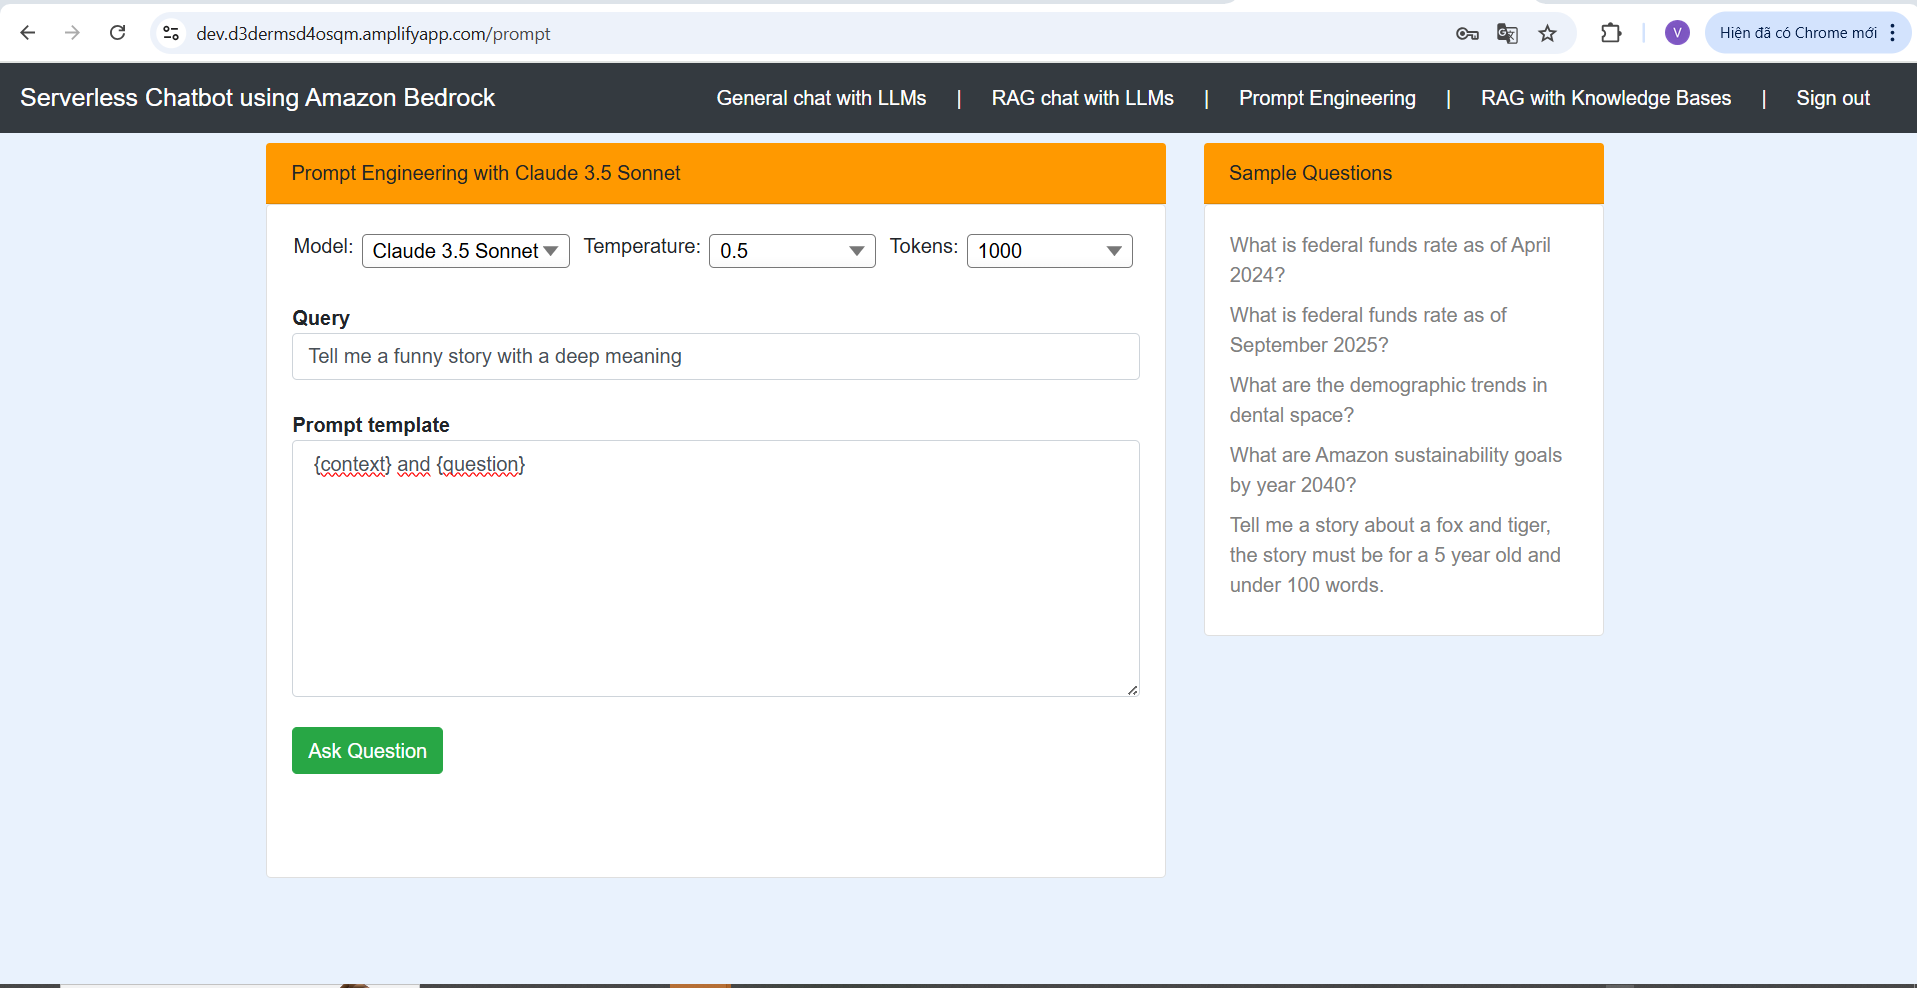 dev.d3dermsd4osqm.amplifyapp.com/prompt
V
Hiện đã có Chrome mới
Serverless Chatbot using Amazon Bedrock
General chat with LLMs | RAG chat with LLMs | Prompt Engineering | RAG with Knowledge Bases | Sign out
Prompt Engineering with Claude 3.5 Sonnet
Model: Claude 3.5 Sonnet Temperature: 0.5 Tokens: 1000
Query
Tell me a funny story with a deep meaning
Prompt template
{context} and {question}
Ask Question
Sample Questions
What is federal funds rate as of April
2024?
What is federal funds rate as of
September 2025?
What are the demographic trends in
dental space?
What are Amazon sustainability goals
by year 2040?
Tell me a story about a fox and tiger,
the story must be for a 5 year old and
under 100 words.